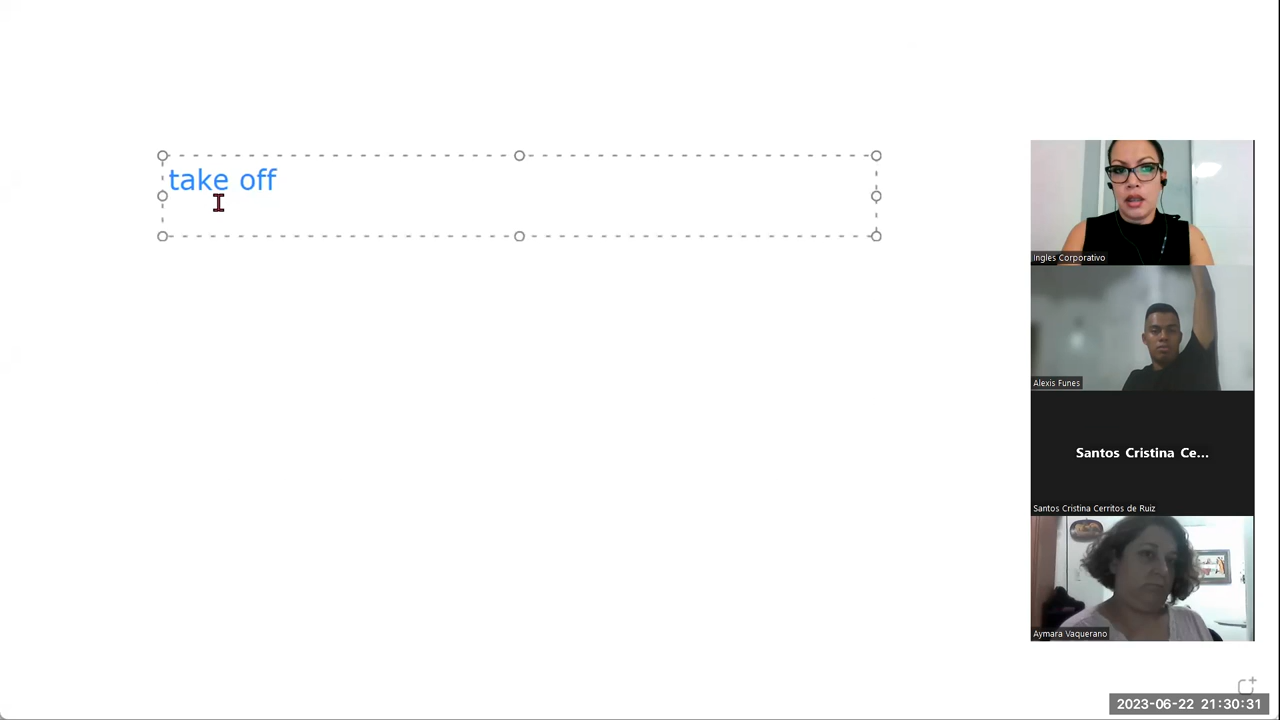 take off
Ingles Corporativo
Alexis Funes
Santos Cristina Ce...
Santos Cristina Cerritos de Ruiz
Aymara Vaquerano
2023-06-22 21:30:31